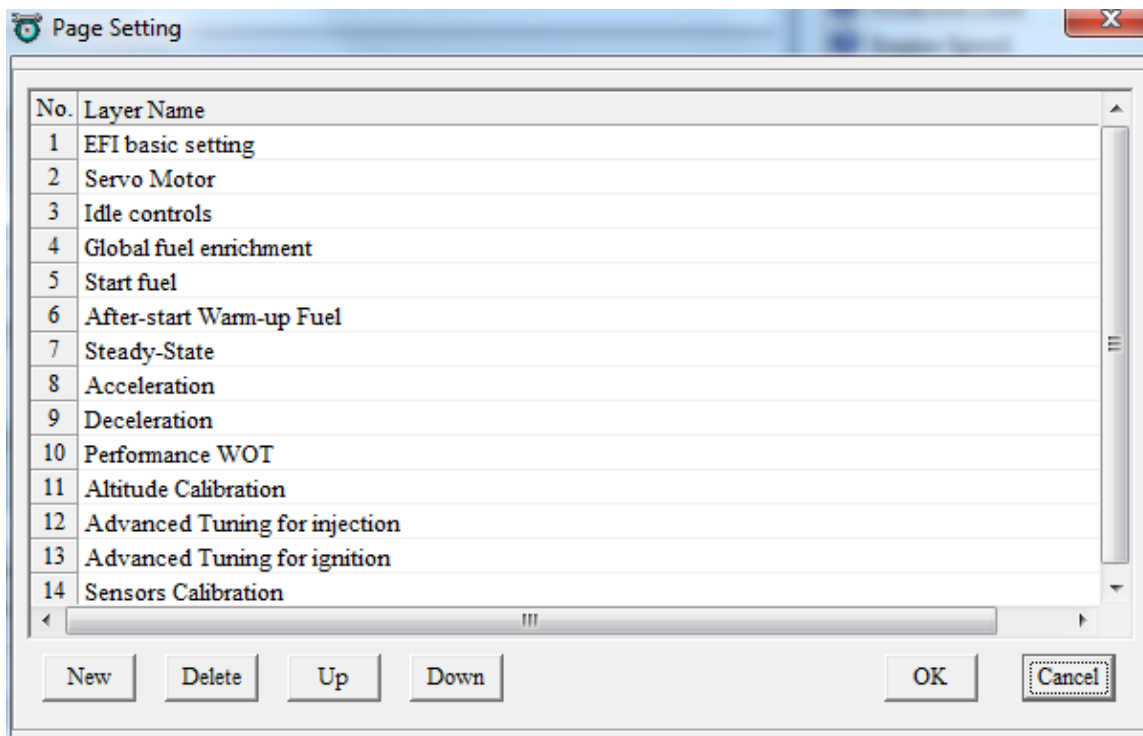 Page Setting
No. Layer Name
1 EFI basic setting
2 Servo Motor
3 Idle controls
4 Global fuel enrichment
5 Start fuel
6 After-start Warm-up Fuel
7 Steady-State
8 Acceleration
9 Deceleration
10 Performance WOT
11 Altitude Calibration
12 Advanced Tuning for injection
13 Advanced Tuning for ignition
14 Sensors Calibration
New Delete Up Down OK Cancel